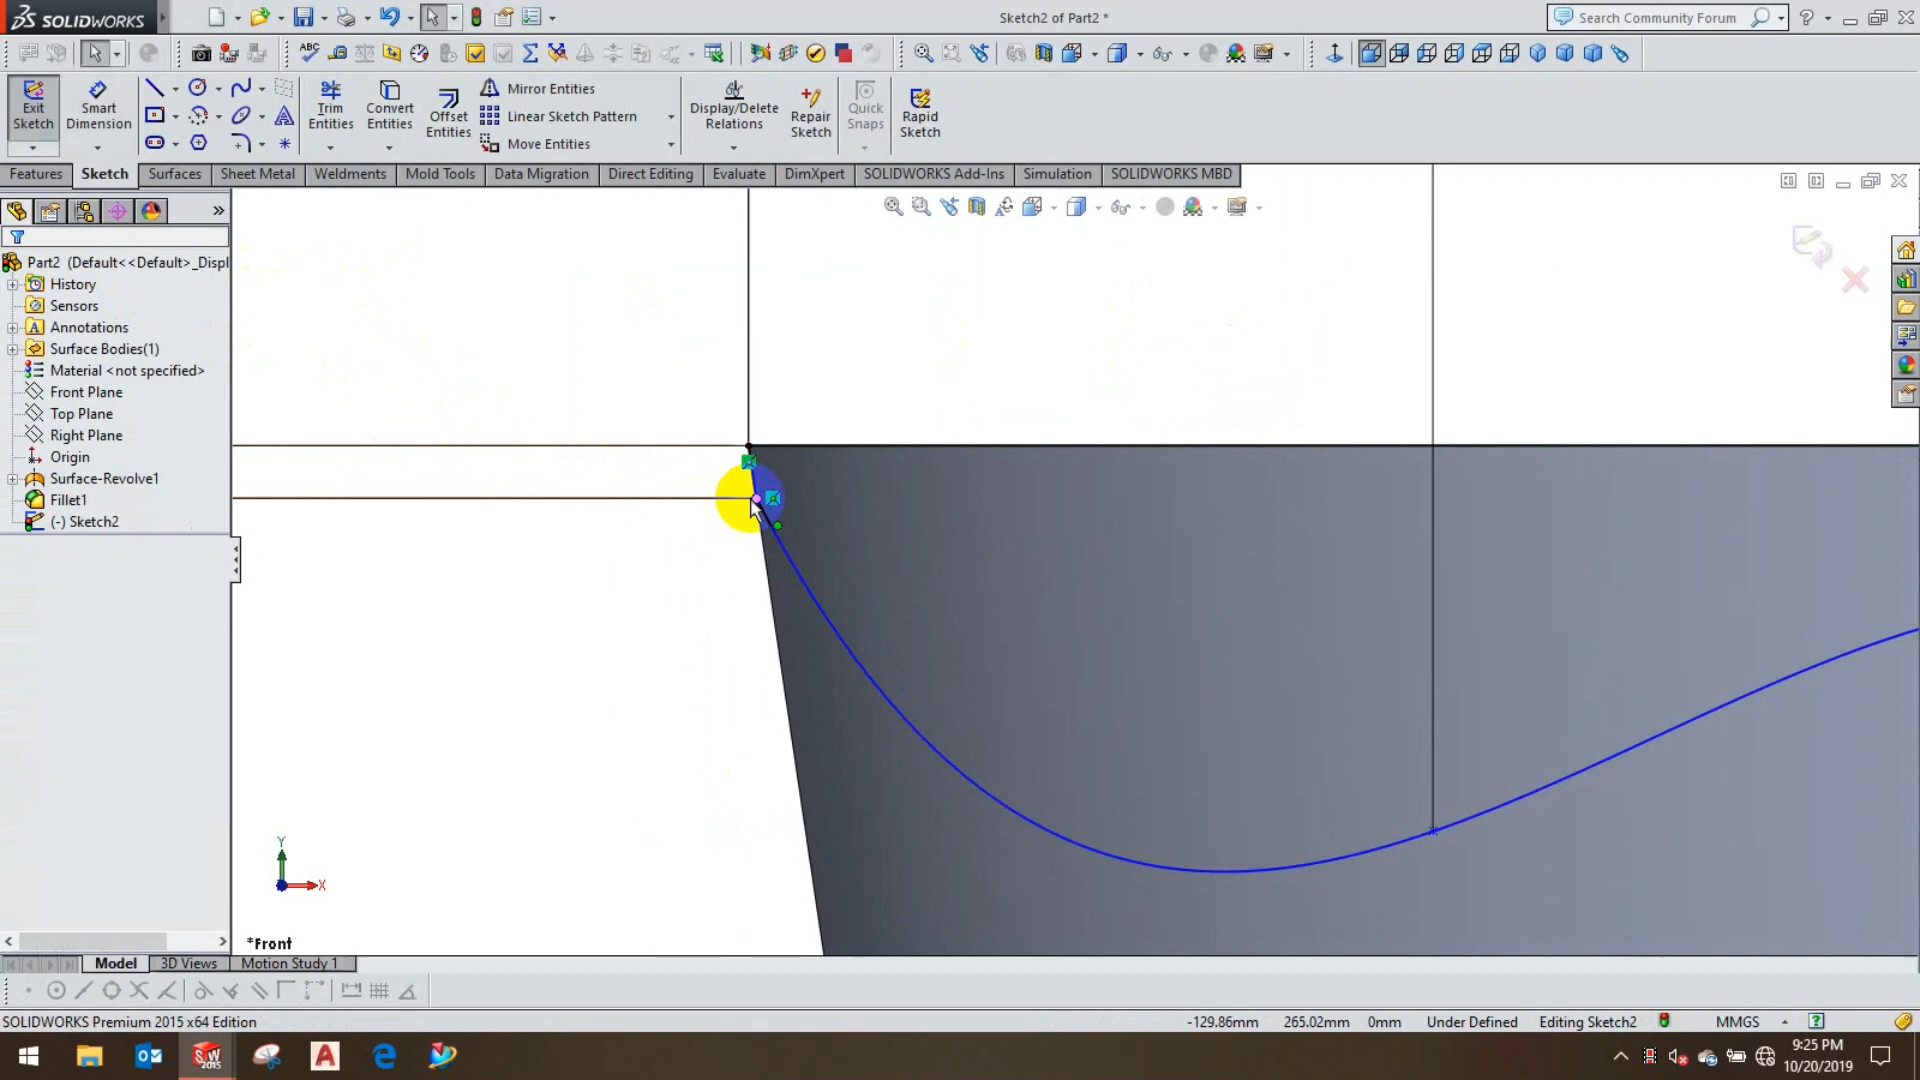 SOLIDWORKS
Sketch2 of Part2 *
Search Community Forum
Exit Sketch
Smart Dimension
Trim Entities
Convert Entities
Offset Entities
Mirror Entities
Linear Sketch Pattern
Move Entities
Display/Delete Relations
Repair Sketch
Quick Snaps
Rapid Sketch
Features Sketch Surfaces Sheet Metal Weldments Mold Tools Data Migration Direct Editing Evaluate DimXpert SOLIDWORKS Add-Ins Simulation SOLIDWORKS MBD
Part2 (Default<<Default>_Displ
History
Sensors
Annotations
Surface Bodies(1)
Material <not specified>
Front Plane
Top Plane
Right Plane
Origin
Surface-Revolve1
Fillet1
(-) Sketch2
Y
X
*Front
Model 3D Views Motion Study 1
SOLIDWORKS Premium 2015 x64 Edition
-129.86mm 265.02mm 0mm Under Defined Editing Sketch2 MMGS
9:25 PM
10/20/2019